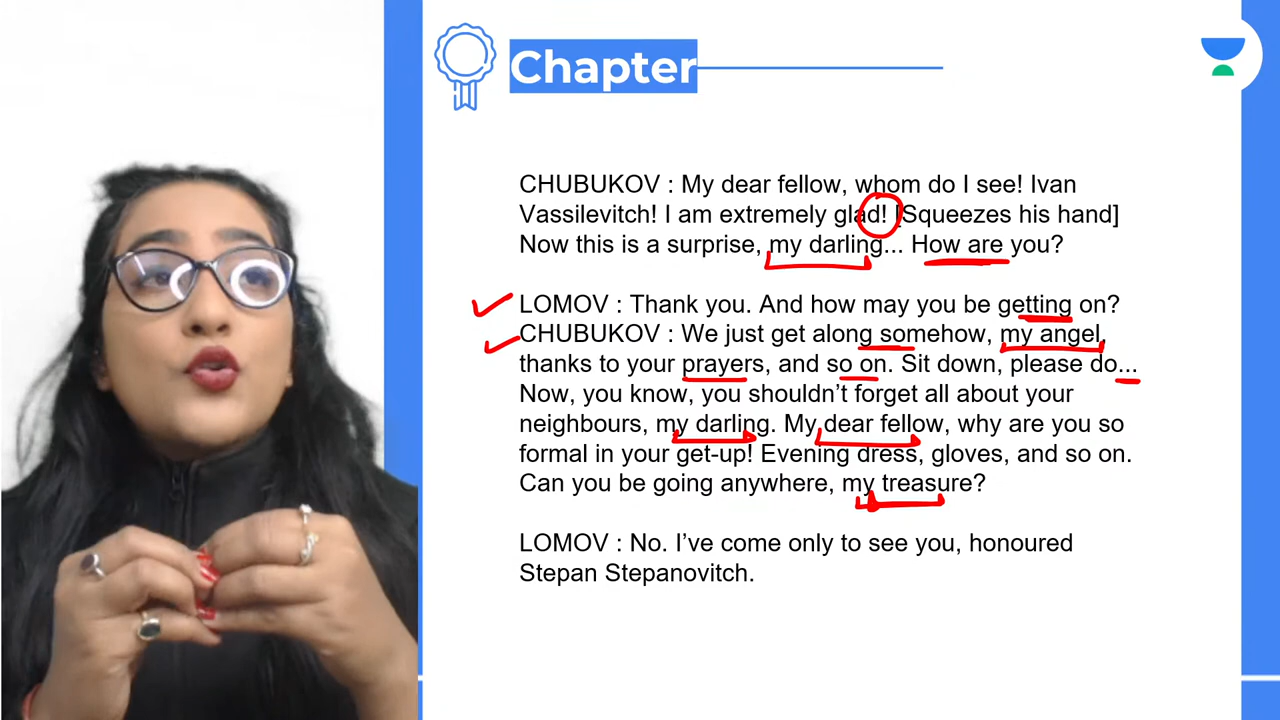 Chapter
CHUBUKOV : My dear fellow, whom do I see! Ivan
Vassilevitch! I am extremely glad! [Squeezes his hand]
Now this is a surprise, my darling... How are you?
LOMOV : Thank you. And how may you be getting on?
CHUBUKOV : We just get along somehow, my angel,
thanks to your prayers, and so on. Sit down, please do...
Now, you know, you shouldn’t forget all about your
neighbours, my darling. My dear fellow, why are you so
formal in your get-up! Evening dress, gloves, and so on.
Can you be going anywhere, my treasure?
LOMOV : No. I’ve come only to see you, honoured
Stepan Stepanovitch.